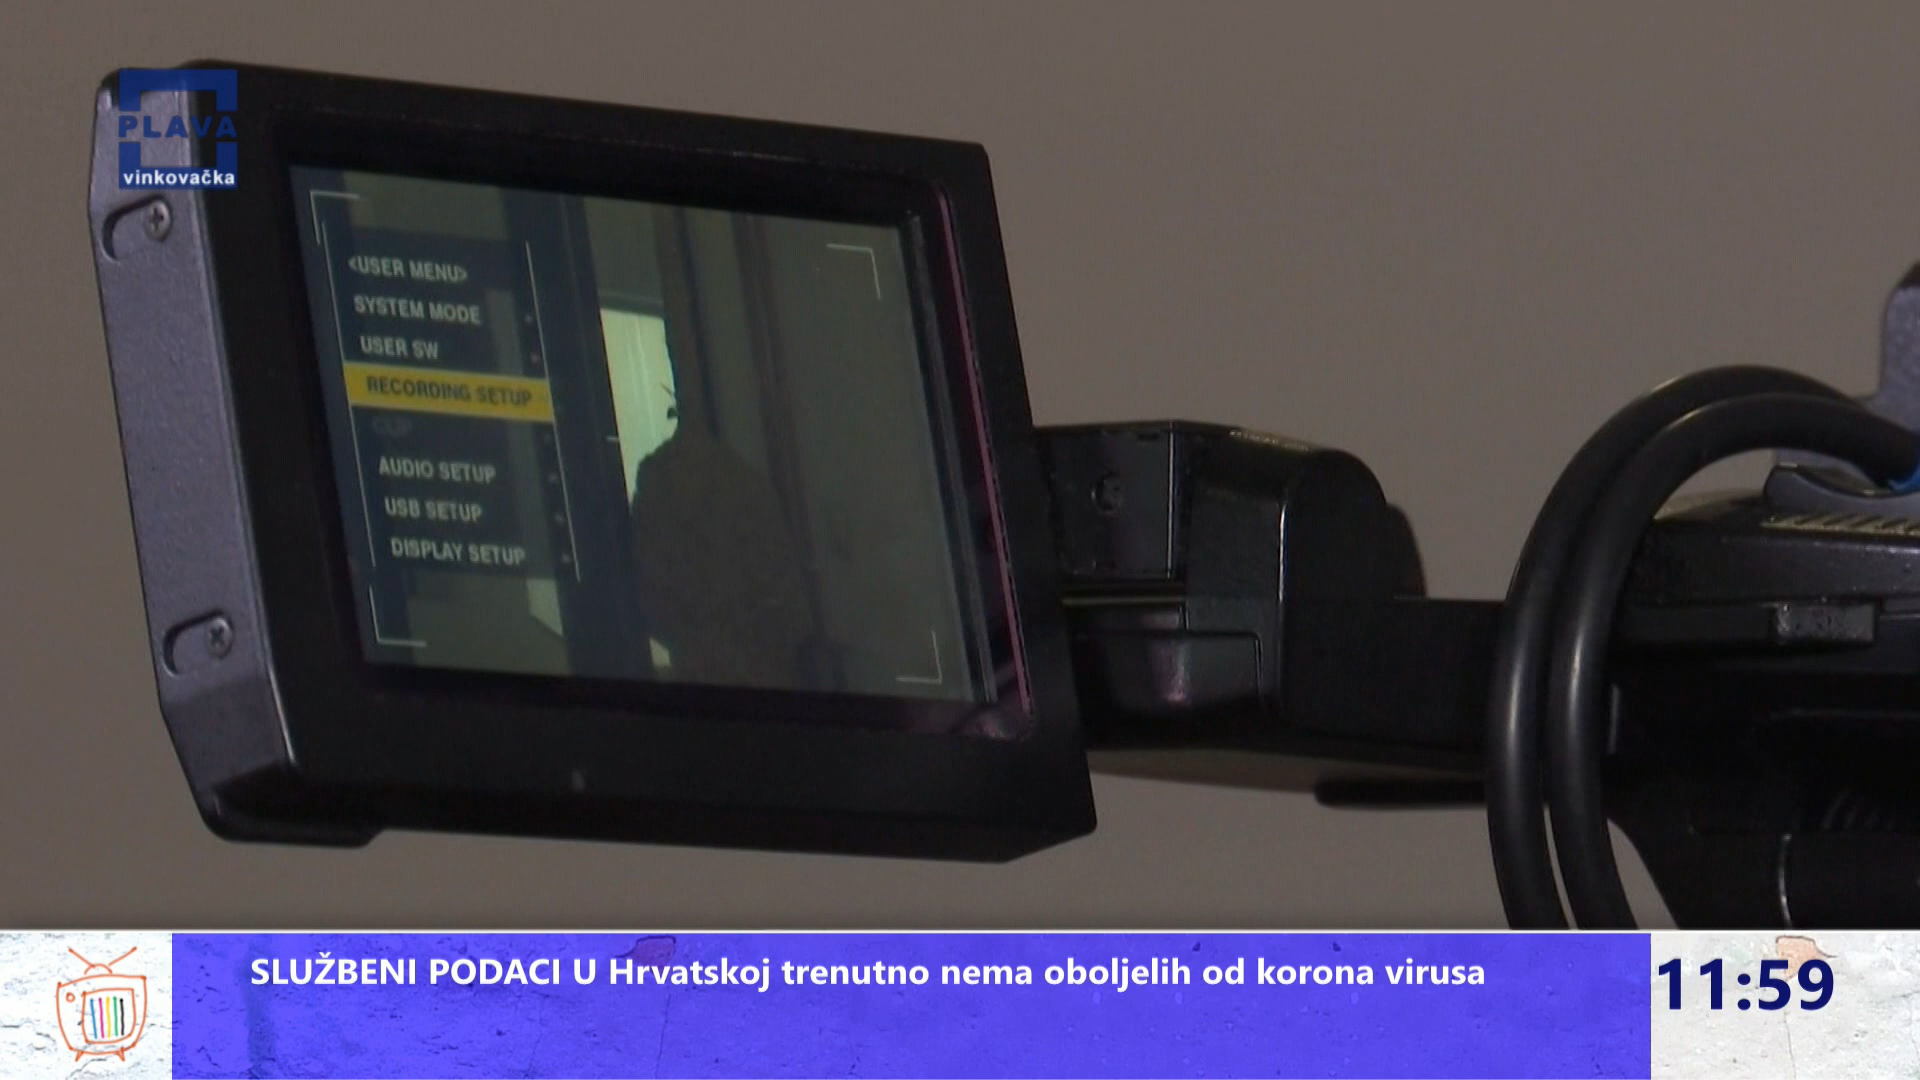 PLAVA
vinkovačka
<USER MENU>
SYSTEM MODE
USER SW
RECORDING SETUP
CLIP
AUDIO SETUP
USB SETUP
DISPLAY SETUP
SLUŽBENI PODACI U Hrvatskoj trenutno nema oboljelih od korona virusa
11:59